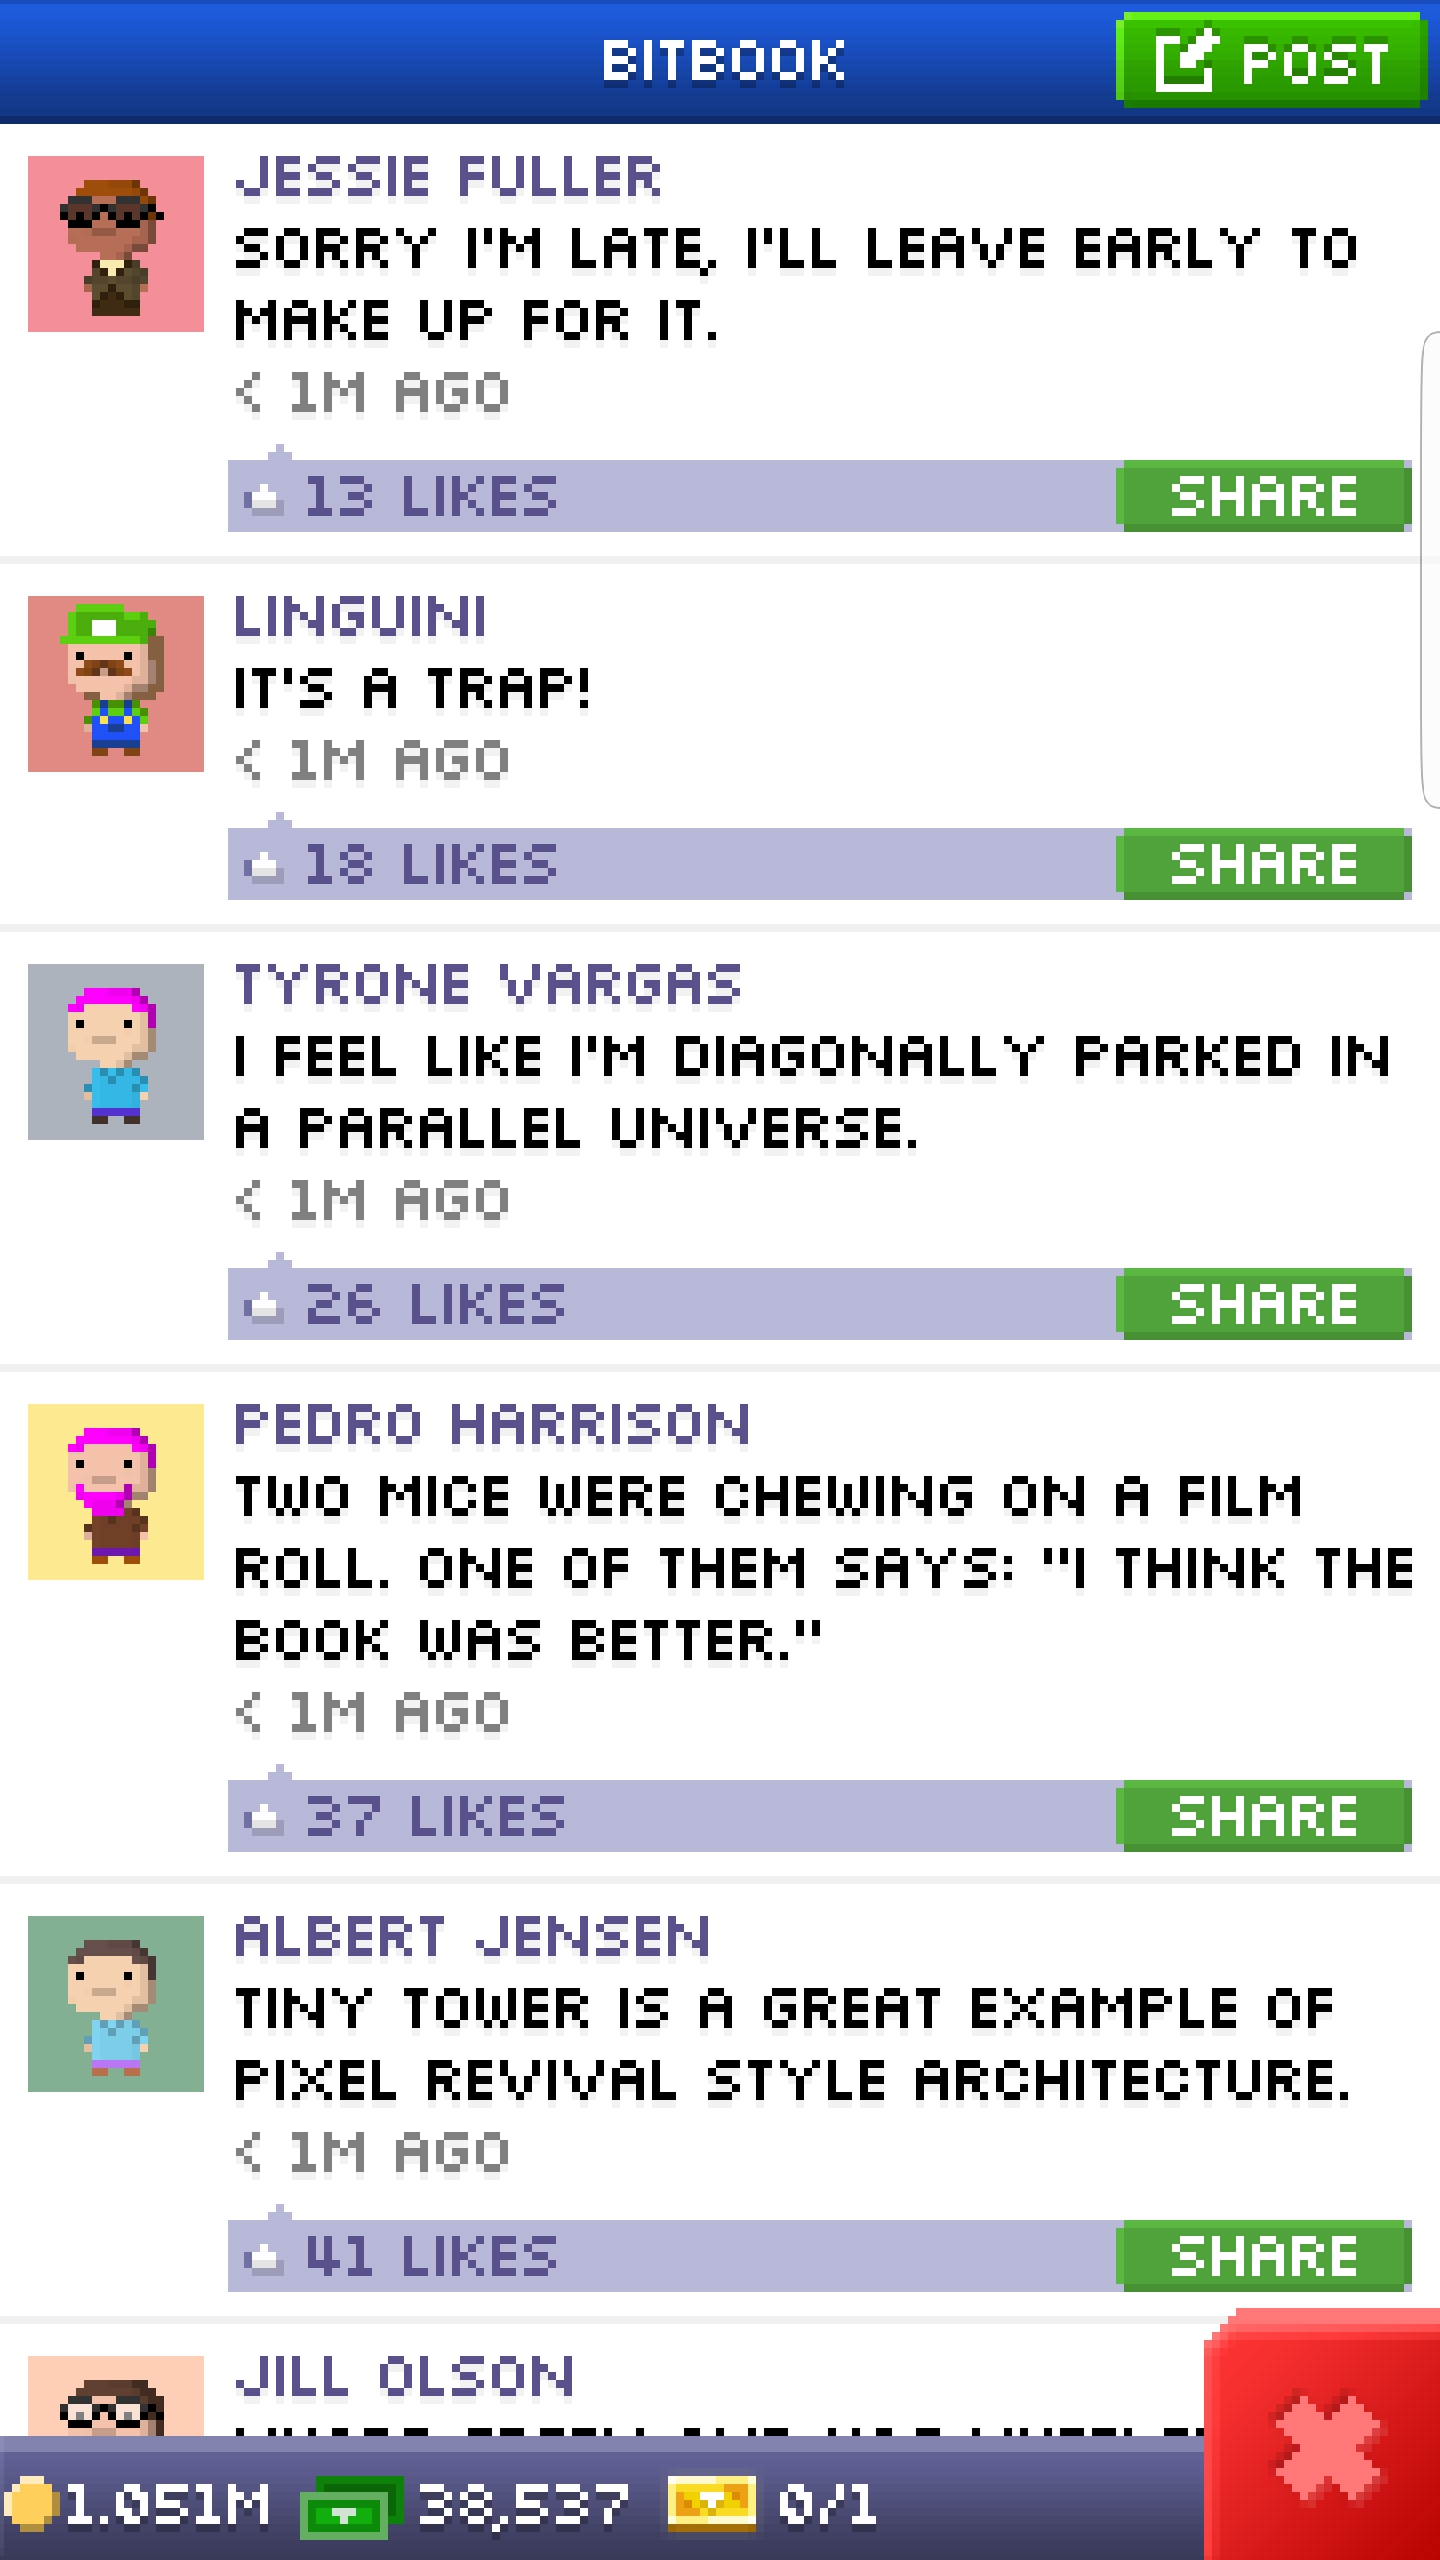 BITBOOK
POST
JESSIE FULLER
SORRY I'M LATE, I'LL LEAVE EARLY TO
MAKE UP FOR IT.
< 1M AGO
13 LIKES
SHARE
LINGUINI
IT'S A TRAP!
< 1M AGO
18 LIKES
SHARE
TYRONE VARGAS
I FEEL LIKE I'M DIAGONALLY PARKED IN
A PARALLEL UNIVERSE.
< 1M AGO
26 LIKES
SHARE
PEDRO HARRISON
TWO MICE WERE CHEWING ON A FILM
ROLL. ONE OF THEM SAYS: "I THINK THE
BOOK WAS BETTER."
< 1M AGO
37 LIKES
SHARE
ALBERT JENSEN
TINY TOWER IS A GREAT EXAMPLE OF
PIXEL REVIVAL STYLE ARCHITECTURE.
< 1M AGO
41 LIKES
SHARE
JILL OLSON
1.051M
38,537
0/1